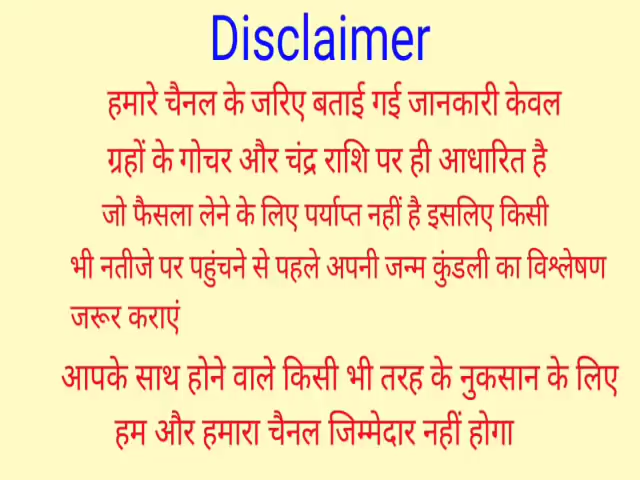 Disclaimer
हमारे चैनल के जरिए बताई गई जानकारी केवल
ग्रहों के गोचर और चंद्र राशि पर ही आधारित है
जो फैसला लेने के लिए पर्याप्त नहीं है इसलिए किसी
भी नतीजे पर पहुंचने से पहले अपनी जन्म कुंडली का विश्लेषण
जरूर कराएं
आपके साथ होने वाले किसी भी तरह के नुकसान के लिए
हम और हमारा चैनल जिम्मेदार नहीं होगा